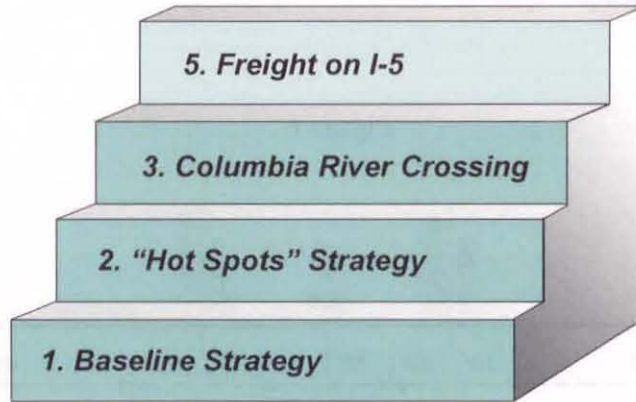 5. Freight on I-5
3. Columbia River Crossing
2. “Hot Spots” Strategy
1. Baseline Strategy